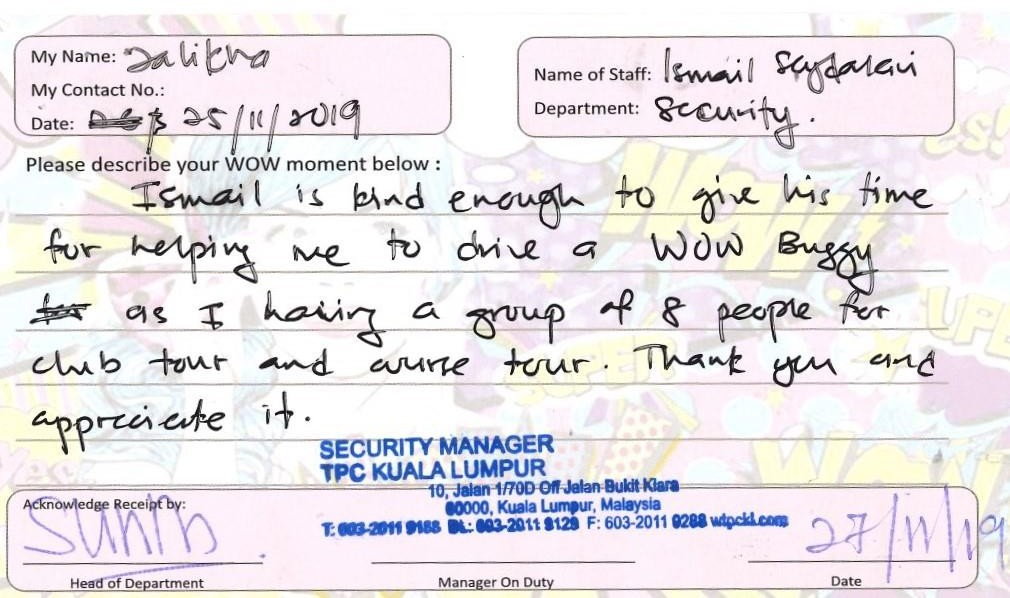 My Name: Zalikha
My Contact No.:
Date: 25/11/2019
Name of Staff: Ismail
Department: Security.
Please describe your WOW moment below :
Ismail is kind enough to give his time
for helping me to drive a WOW Buggy
as I having a group of 8 people for
club tour and course tour. Thank you and
appreciate it.
SECURITY MANAGER
TPC KUALA LUMPUR
10, Jalan 1/70D Off Jalan Bukit Kiara
60000, Kuala Lumpur, Malaysia
T: 603-2011 9188 DL: 603-2011 9129 F: 603-2011 0288
Acknowledge Receipt by:
27/11/19
Head of Department
Manager On Duty
Date